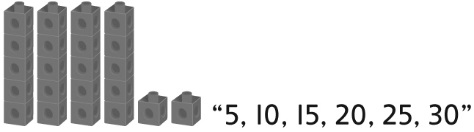 “5, 10, 15, 20, 25, 30”